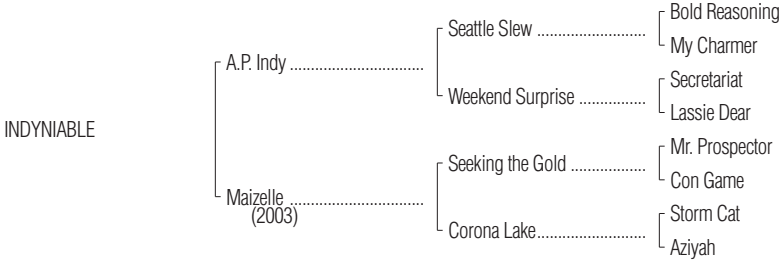 Bold Reasoning
Seattle Slew ..........................
My Charmer
A.P. Indy ................................
Secretariat
Weekend Surprise ................
Lassie Dear
INDYNIABLE
Mr. Prospector
Seeking the Gold ..................
Con Game
Maizelle ................................
(2003)
Storm Cat
Corona Lake..........................
Aziyah